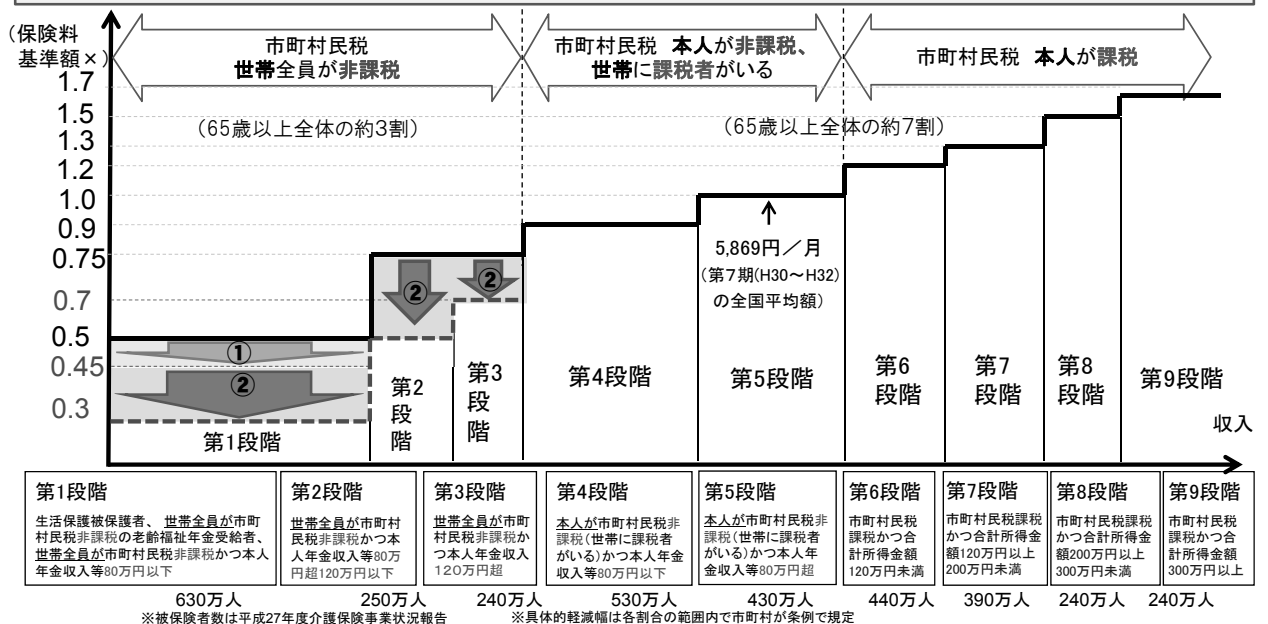 (保険料
基準額×)
市町村民税
世帯全員が非課税
市町村民税 本人が非課税、
世帯に課税者がいる
市町村民税 本人が課税
(65歳以上全体の約3割)
(65歳以上全体の約7割)
1.7
1.5
1.3
1.2
1.0
0.9
0.75
0.7
0.5
0.45
0.3
①
②
②
②
5,869円／月
(第7期(H30～H32)
の全国平均額)
第1段階
第2
段
階
第3
段
階
第4段階
第5段階
第6
段階
第7
段階
第8
段階
第9段階
収入
第1段階
生活保護被保護者、世帯全員が市町
村民税非課税の老齢福祉年金受給者、
世帯全員が市町村民税非課税かつ本人
年金収入等80万円以下
第2段階
世帯全員が市町村
民税非課税かつ本
人年金収入等80万
円超120万円以下
第3段階
世帯全員が市町
村民税非課税か
つ本人年金収入
120万円超
第4段階
本人が市町村民税非
課税(世帯に課税者
がいる)かつ本人年金
収入等80万円以下
第5段階
本人が市町村民税非
課税(世帯に課税者
がいる)かつ本人年
金収入等80万円超
第6段階
市町村民税
課税かつ合
計所得金額
120万円未満
第7段階
市町村民税課税
かつ合計所得金
額120万円以上
200万円未満
第8段階
市町村民税課税
かつ合計所得金
額200万円以上
300万円未満
第9段階
市町村民税
課税かつ合
計所得金額
300万円以上
630万人
250万人
240万人
530万人
430万人
440万人
390万人
240万人
240万人
※被保険者数は平成27年度介護保険事業状況報告
※具体的軽減幅は各割合の範囲内で市町村が条例で規定